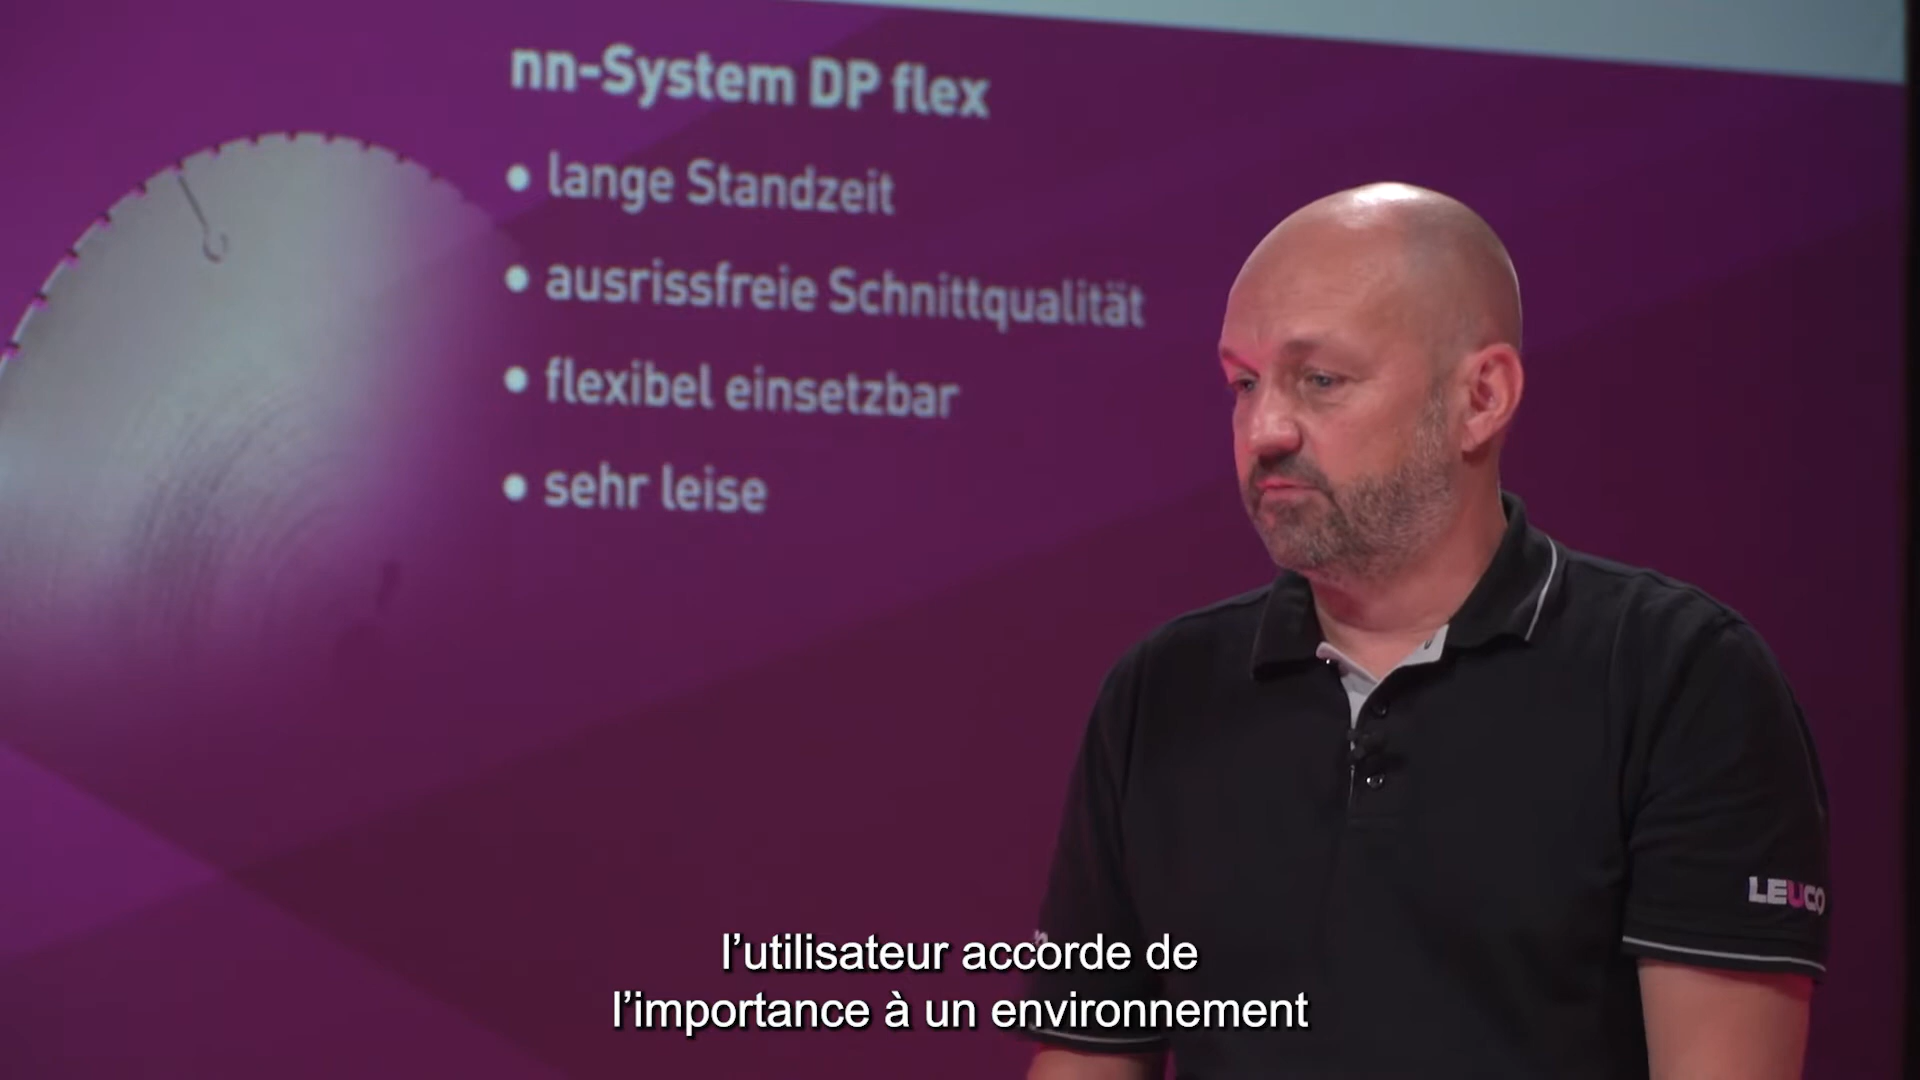 nn-System DP flex
• lange Standzeit
• ausrissfreie Schnittqualität
• flexibel einsetzbar
• sehr leise
LEUCO
l’utilisateur accorde de
l’importance à un environnement